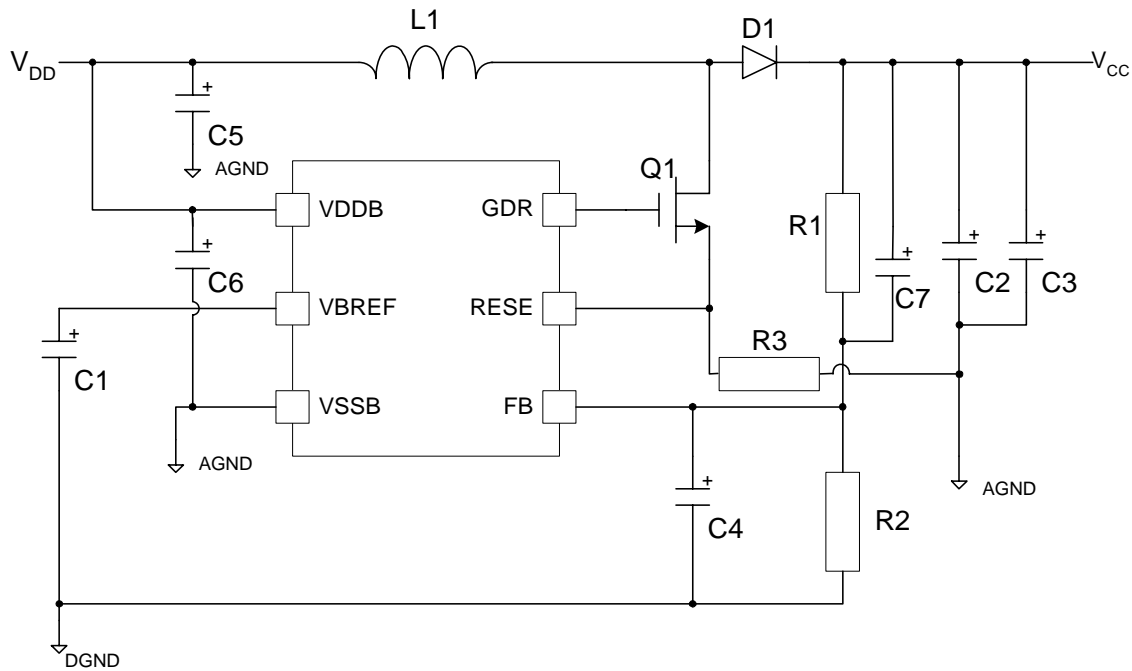 L1
D1
VDD
VCC
C5
AGND
Q1
VDDB
GDR
R1
C6
C7
C2
C3
VBREF
RESE
R3
C1
VSSB
FB
AGND
AGND
C4
R2
DGND